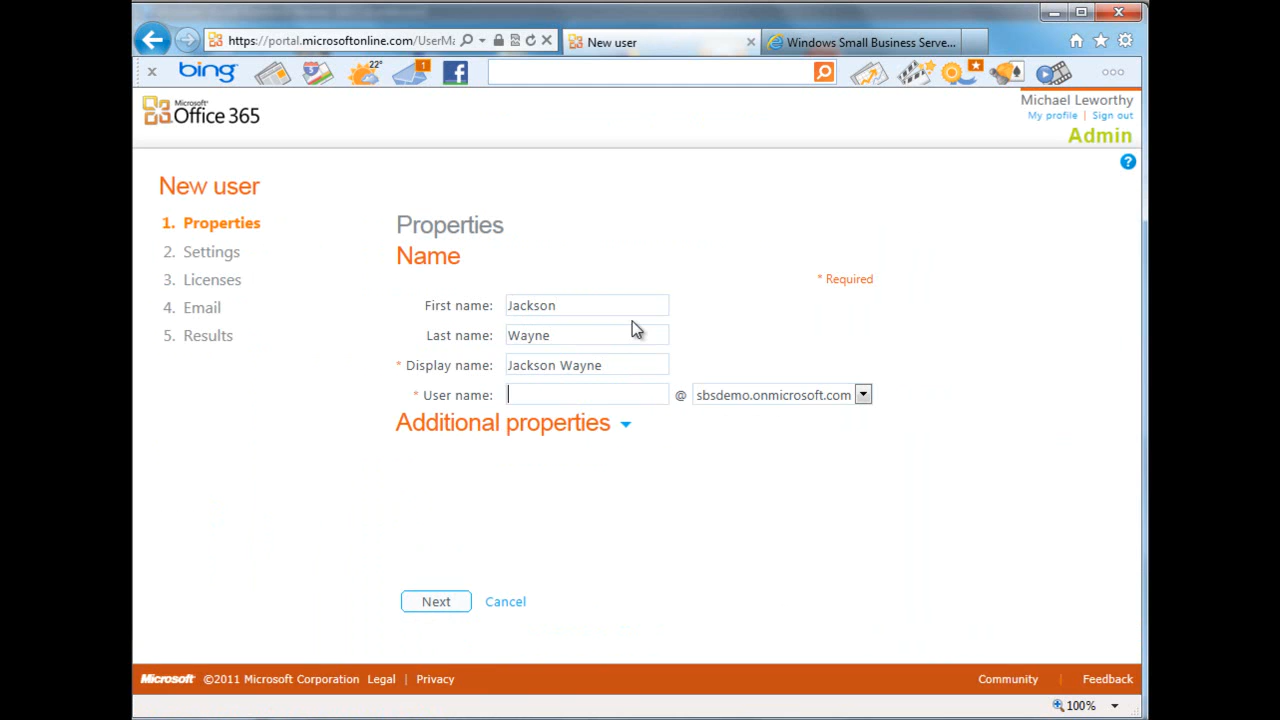 https://portal.microsoftonline.com/UserMa
New user
Windows Small Business Serve...
bing
22°
1
Microsoft®
Office 365
Michael Leworthy
My profile | Sign out
Admin
?
New user
1. Properties
2. Settings
3. Licenses
4. Email
5. Results
Properties
Name
* Required
First name: Jackson
Last name: Wayne
* Display name: Jackson Wayne
* User name: @ sbsdemo.onmicrosoft.com
Additional properties
Next Cancel
Microsoft ©2011 Microsoft Corporation Legal | Privacy
Community | Feedback
100%